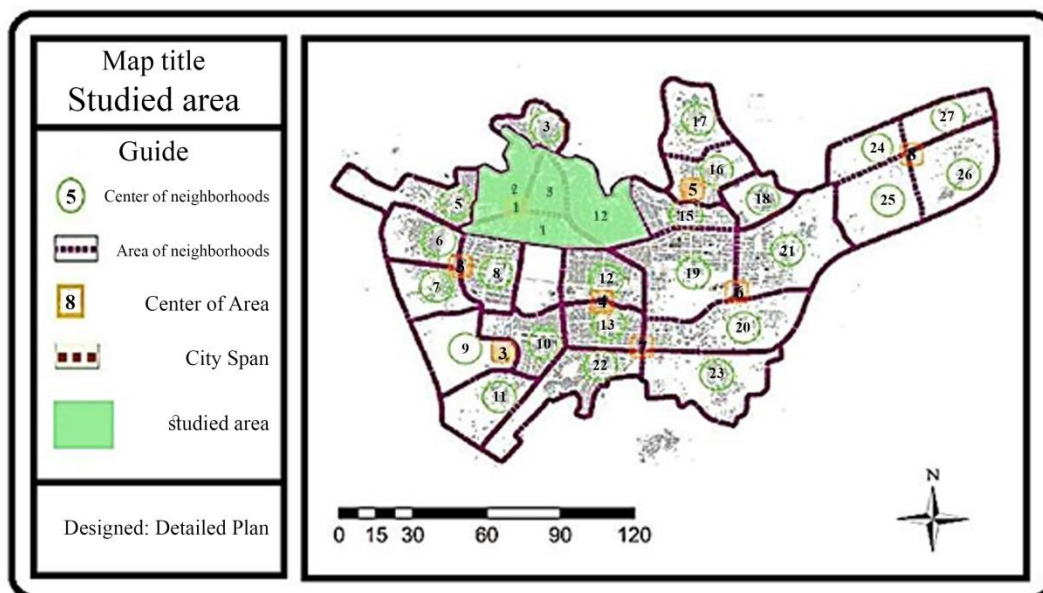 Map title
Studied area
Guide
5 Center of neighborhoods
Area of neighborhoods
8 Center of Area
City Span
studied area
Designed: Detailed Plan
3
17
27
24
16
26
5
5
2
3
18
25
1
12
15
6
1
21
8
12
19
7
4
13
20
9
3
10
22
23
11
N
0 15 30 60 90 120